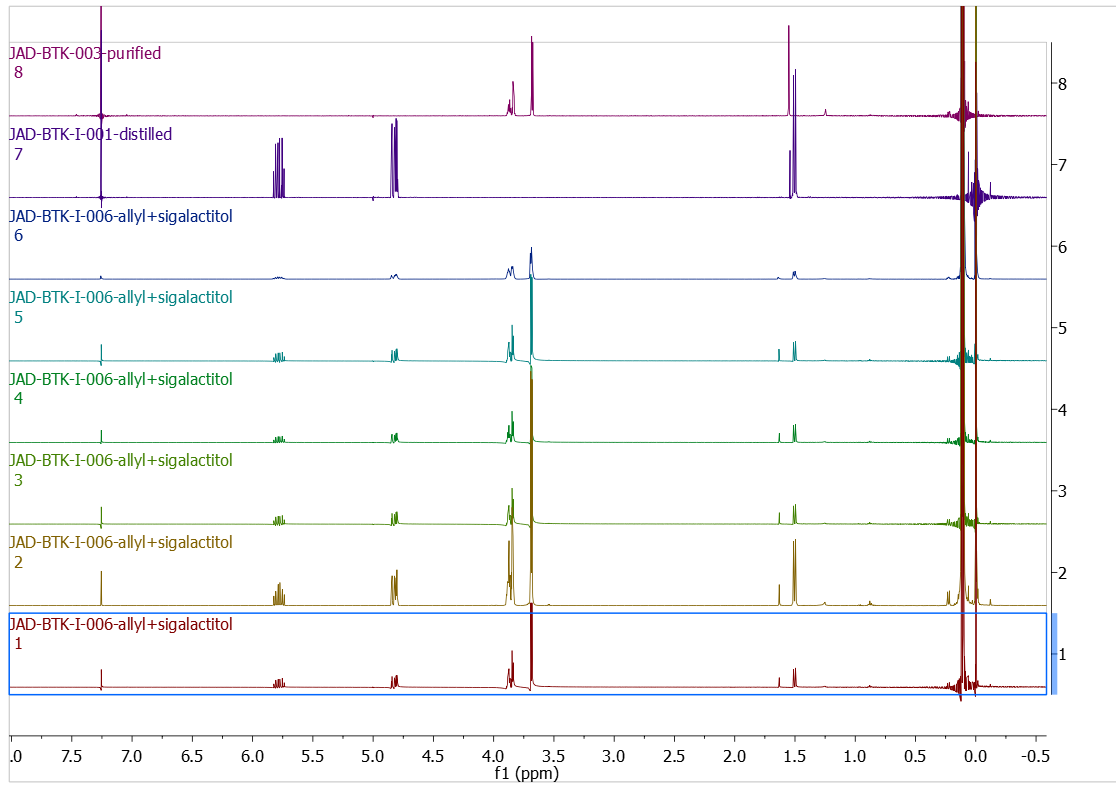 JAD-BTK-003-purified
8
8
JAD-BTK-I-001-distilled
7
7
JAD-BTK-I-006-allyl+sigalactitol
6
6
JAD-BTK-I-006-allyl+sigalactitol
5
5
JAD-BTK-I-006-allyl+sigalactitol
4
4
JAD-BTK-I-006-allyl+sigalactitol
3
3
JAD-BTK-I-006-allyl+sigalactitol
2
2
JAD-BTK-I-006-allyl+sigalactitol
1
1
.0 7.5 7.0 6.5 6.0 5.5 5.0 4.5 4.0 3.5 3.0 2.5 2.0 1.5 1.0 0.5 0.0 -0.5
f1 (ppm)